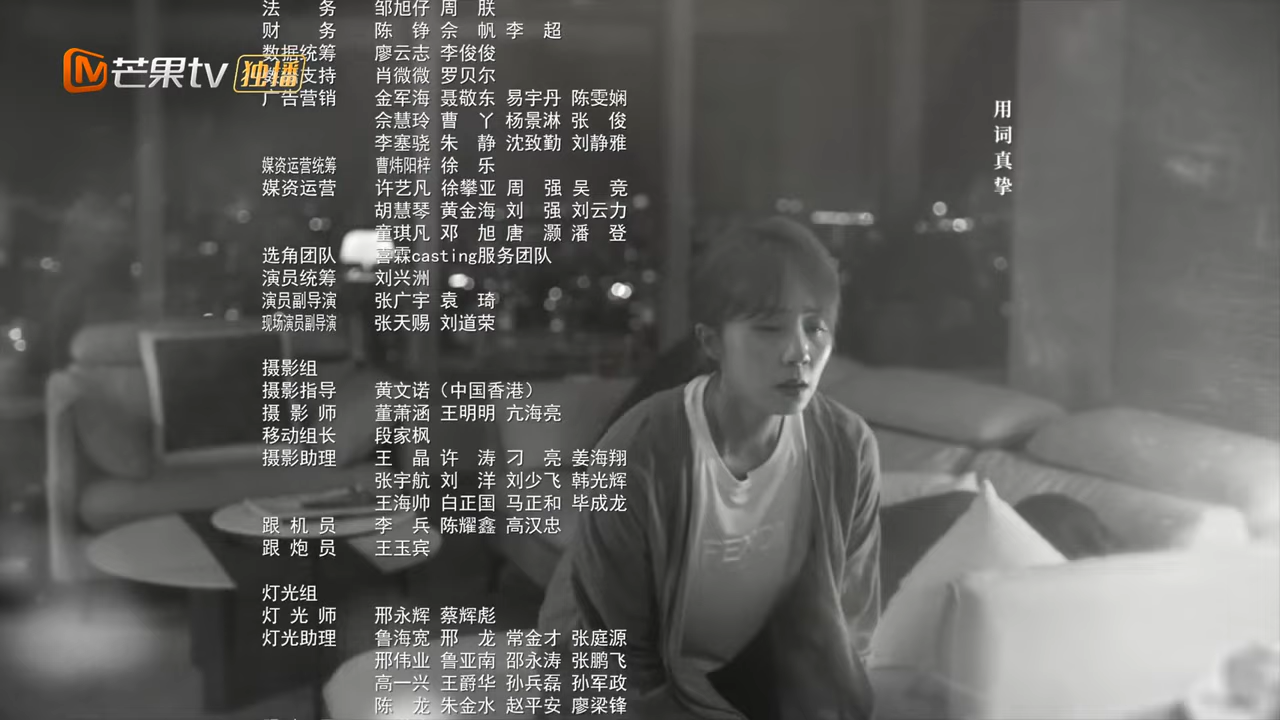 芒果tv 独播
法 务 邹旭仔 周 朕
财 务 陈 铮 佘 帆 李 超
数据统筹 廖云志 李俊俊
支持 肖微微 罗贝尔
广告营销 金军海 聂敬东 易宇丹 陈雯娴
佘慧玲 曹 丫 杨景淋 张 俊
李塞骁 朱 静 沈致勤 刘静雅
媒资运营统筹 曹炜阳梓 徐 乐
媒资运营 许艺凡 徐攀亚 周 强 吴 竞
胡慧琴 黄金海 刘 强 刘云力
童琪凡 邓 旭 唐 灏 潘 登
选角团队 喜霖casting服务团队
演员统筹 刘兴洲
演员副导演 张广宇 袁 琦
现场演员副导演 张天赐 刘道荣
摄影组
摄影指导 黄文诺（中国香港）
摄 影 师 董萧涵 王明明 亢海亮
移动组长 段家枫
摄影助理 王 晶 许 涛 刁 亮 姜海翔
张宇航 刘 洋 刘少飞 韩光辉
王海帅 白正国 马正和 毕成龙
跟 机 员 李 兵 陈耀鑫 高汉忠
跟 炮 员 王玉宾
灯光组
灯 光 师 邢永辉 蔡辉彪
灯光助理 鲁海宽 邢 龙 常金才 张庭源
邢伟业 鲁亚南 邵永涛 张鹏飞
高一兴 王爵华 孙兵磊 孙军政
陈 龙 朱金水 赵平安 廖梁锋
用词真挚